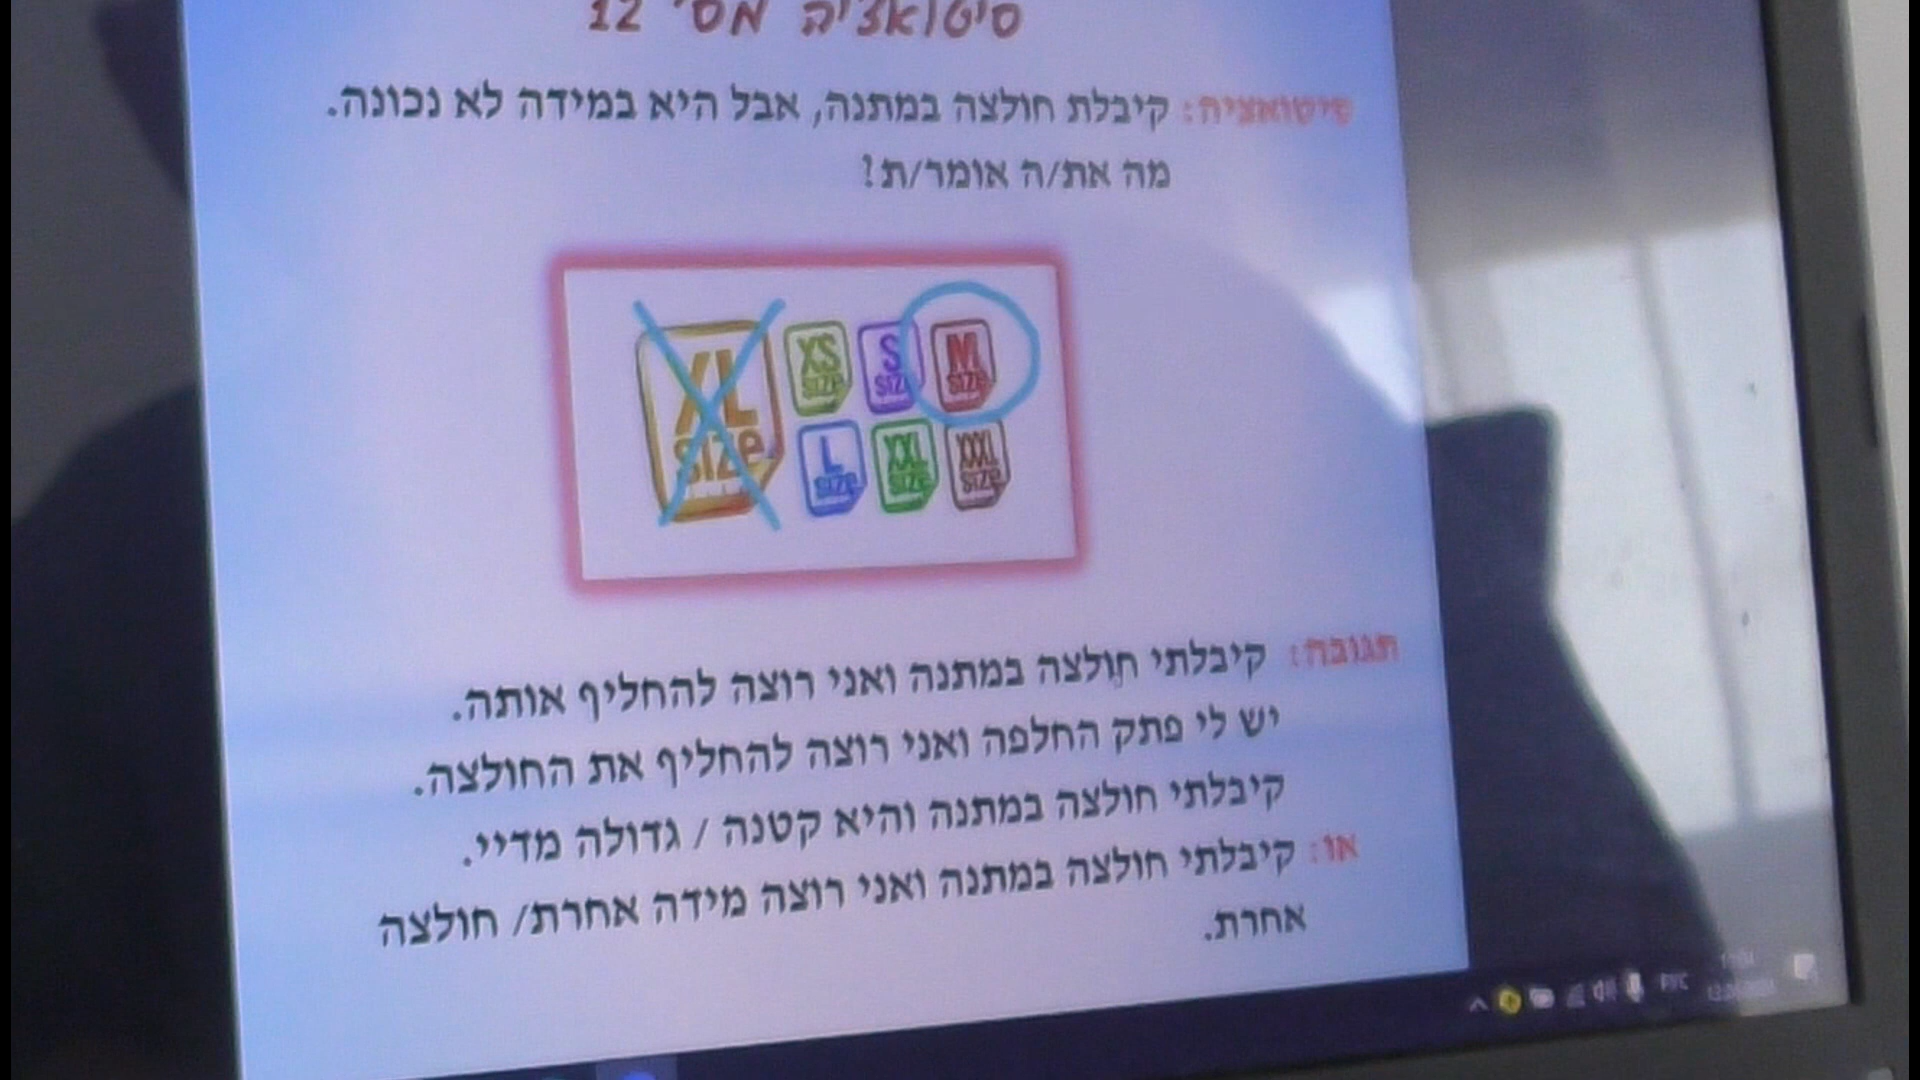 סיטואציה מס' 12
סיטואציה: קיבלת חולצה במתנה, אבל היא במידה לא נכונה.
מה את/ה אומר/ת?
XL size
XS size
S size
M size
L size
XXL size
XXXL size
תגובה: קיבלתי חולצה במתנה ואני רוצה להחליף אותה.
יש לי פתק החלפה ואני רוצה להחליף את החולצה.
קיבלתי חולצה במתנה והיא קטנה / גדולה מדיי.
או: קיבלתי חולצה במתנה ואני רוצה מידה אחרת/ חולצה
אחרת.
РУС